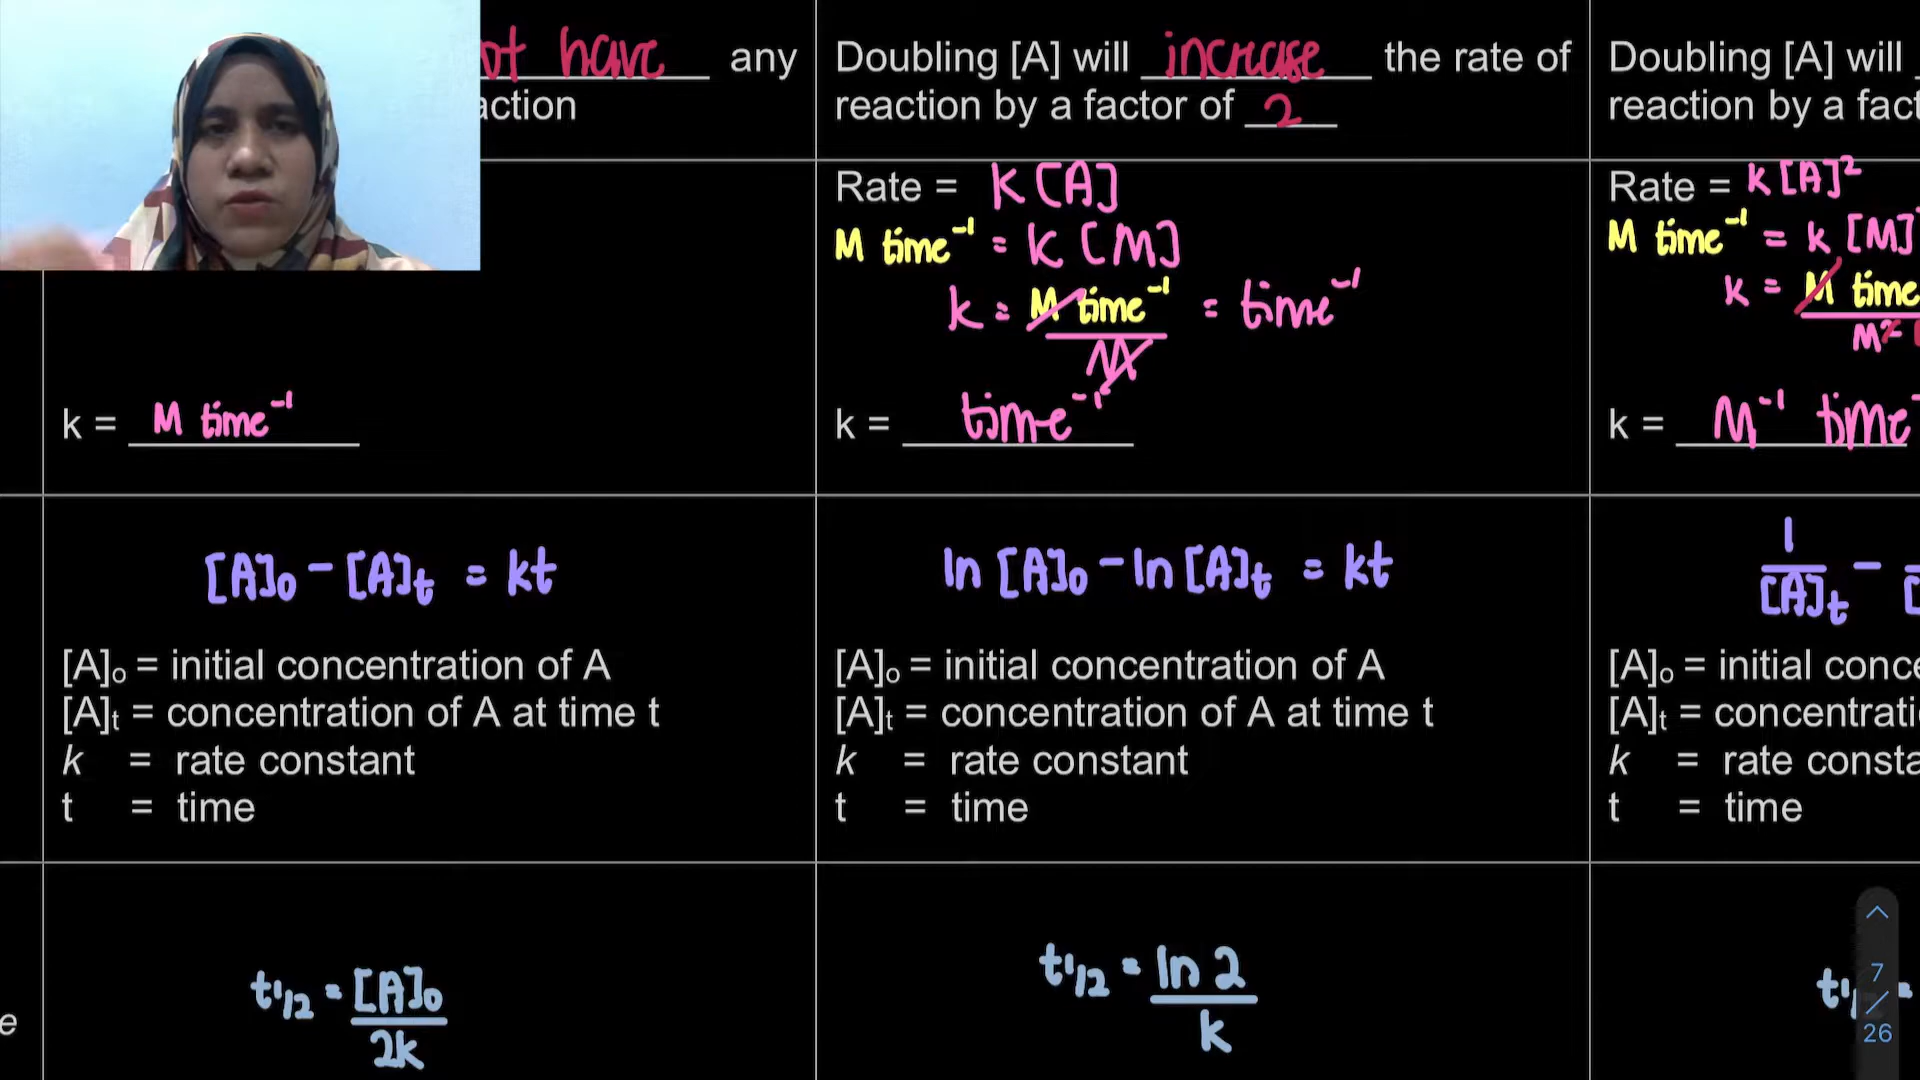 not have any
action
k = M time⁻¹
[A]₀ - [A]t = kt
[A]o = initial concentration of A
[A]t = concentration of A at time t
k = rate constant
t = time
t1/2 = [A]₀
2k
Doubling [A] will increase the rate of
reaction by a factor of 2
Rate = k [A]
M time⁻¹ = k [M]
k = M time⁻¹ = time⁻¹
M
k = time⁻¹
ln [A]₀ - ln [A]t = kt
[A]o = initial concentration of A
[A]t = concentration of A at time t
k = rate constant
t = time
t1/2 = ln 2
k
Doubling [A] will
reaction by a fact
Rate = k [A]²
M time⁻¹ = k [M]
k = M time
M²
k = M⁻¹ time⁻
1
[A]t -
[A]o = initial conce
[A]t = concentrati
k = rate consta
t = time
7
/
26